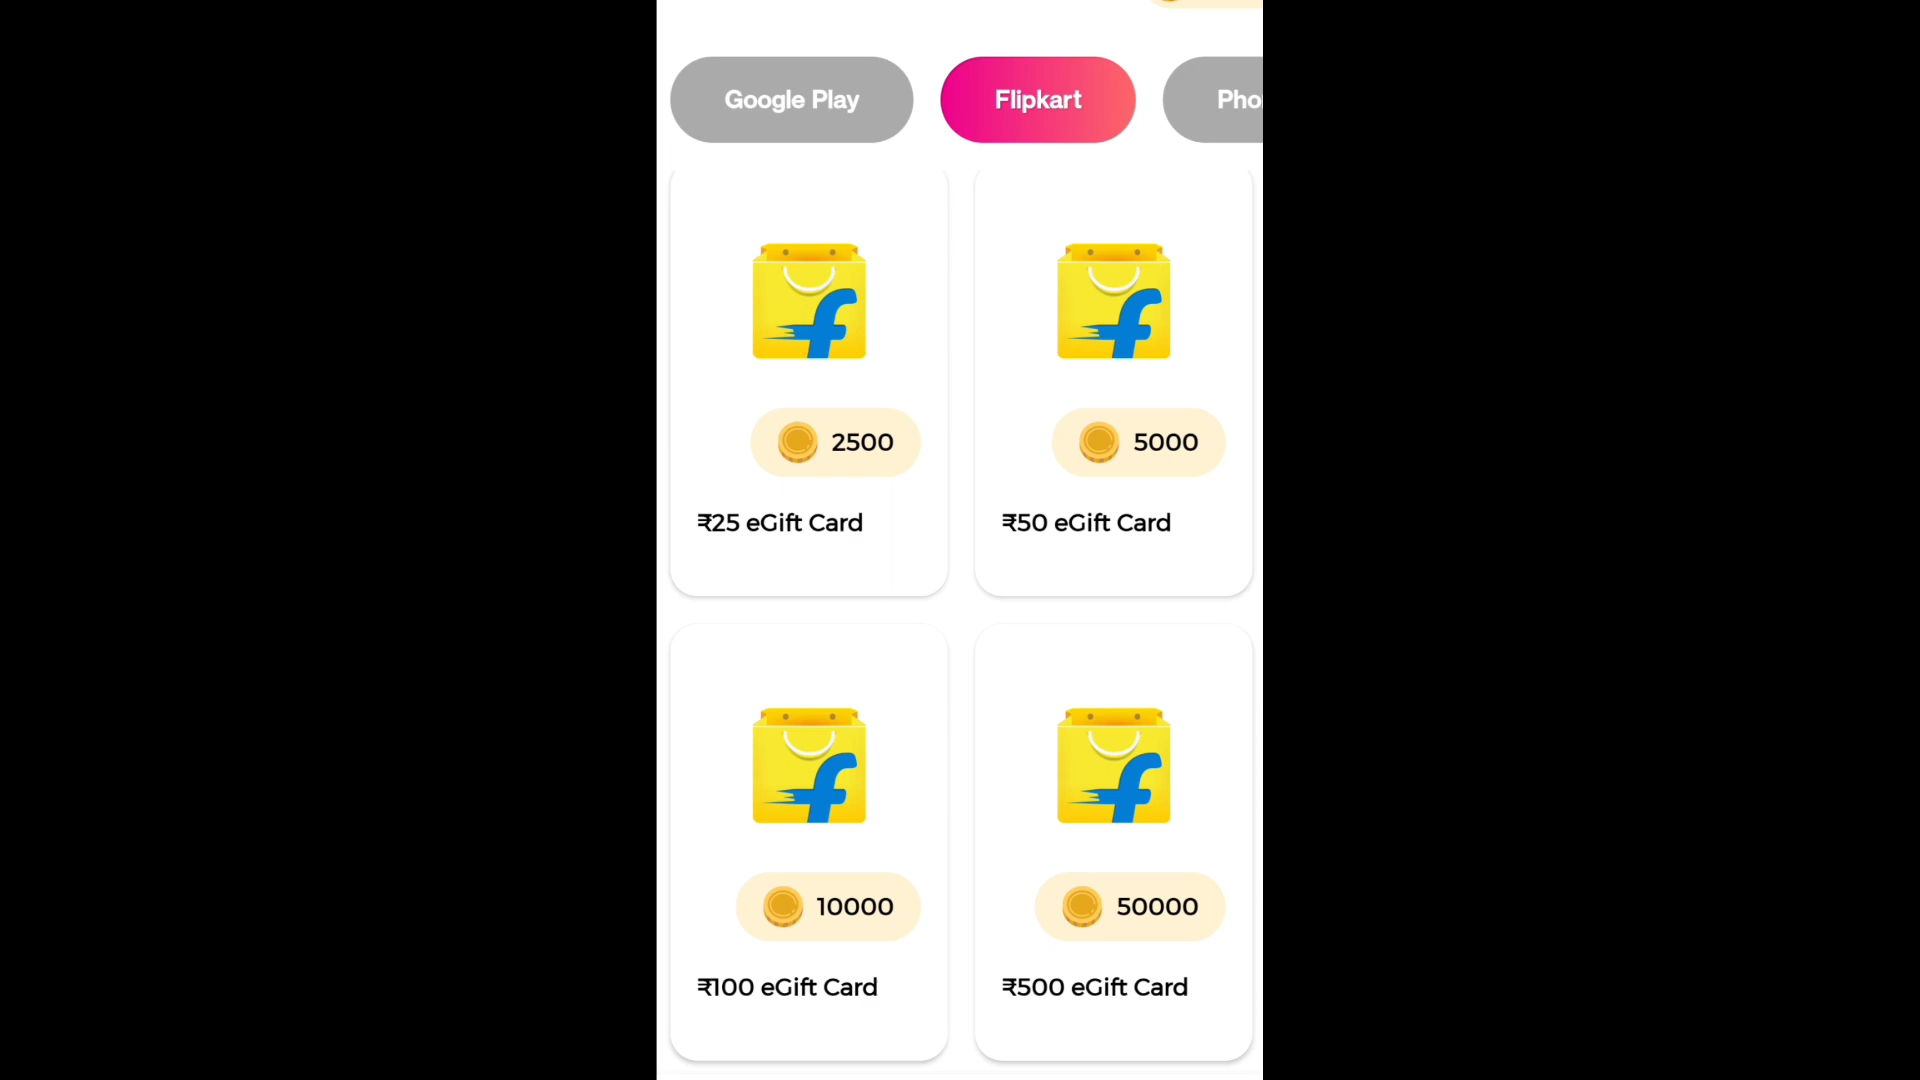 Google Play
Flipkart
Pho
2500
5000
₹25 eGift Card
₹50 eGift Card
10000
50000
₹100 eGift Card
₹500 eGift Card